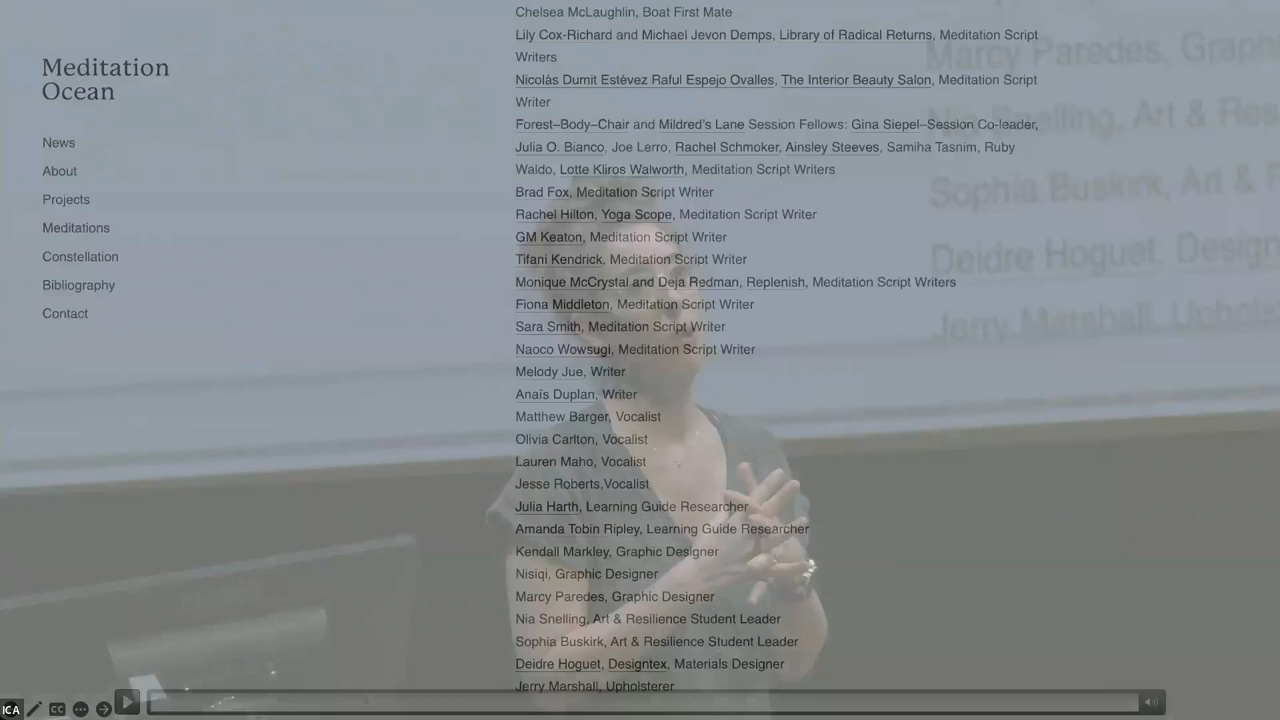 Chelsea McLaughlin, Boat First Mate
Lily Cox-Richard and Michael Jevon Demps, Library of Radical Returns, Meditation Script
Writers
Nicolás Dumit Estévez Raful Espejo Ovalles, The Interior Beauty Salon, Meditation Script
Writer
Forest–Body–Chair and Mildred's Lane Session Fellows: Gina Siepel–Session Co-leader,
Julia O. Bianco, Joe Lerro, Rachel Schmoker, Ainsley Steeves, Samiha Tasnim, Ruby
Waldo, Lotte Kliros Walworth, Meditation Script Writers
Brad Fox, Meditation Script Writer
Rachel Hilton, Yoga Scope, Meditation Script Writer
GM Keaton, Meditation Script Writer
Tifani Kendrick, Meditation Script Writer
Monique McCrystal and Deja Redman, Replenish, Meditation Script Writers
Fiona Middleton, Meditation Script Writer
Sara Smith, Meditation Script Writer
Naoco Wowsugi, Meditation Script Writer
Melody Jue, Writer
Anaïs Duplan, Writer
Matthew Barger, Vocalist
Olivia Carlton, Vocalist
Lauren Maho, Vocalist
Jesse Roberts,Vocalist
Julia Harth, Learning Guide Researcher
Amanda Tobin Ripley, Learning Guide Researcher
Kendall Markley, Graphic Designer
Nisiqi, Graphic Designer
Marcy Paredes, Graphic Designer
Nia Snelling, Art & Resilience Student Leader
Sophia Buskirk, Art & Resilience Student Leader
Deidre Hoguet, Designtex, Materials Designer
Jerry Marshall, Upholsterer
Meditation
Ocean
News
About
Projects
Meditations
Constellation
Bibliography
Contact
Marcy Paredes, Graph
Nia Snelling, Art & Res
Sophia Buskirk, Art & R
Deidre Hoguet, Design
Jerry Marshall, Uphols
ICA
CC